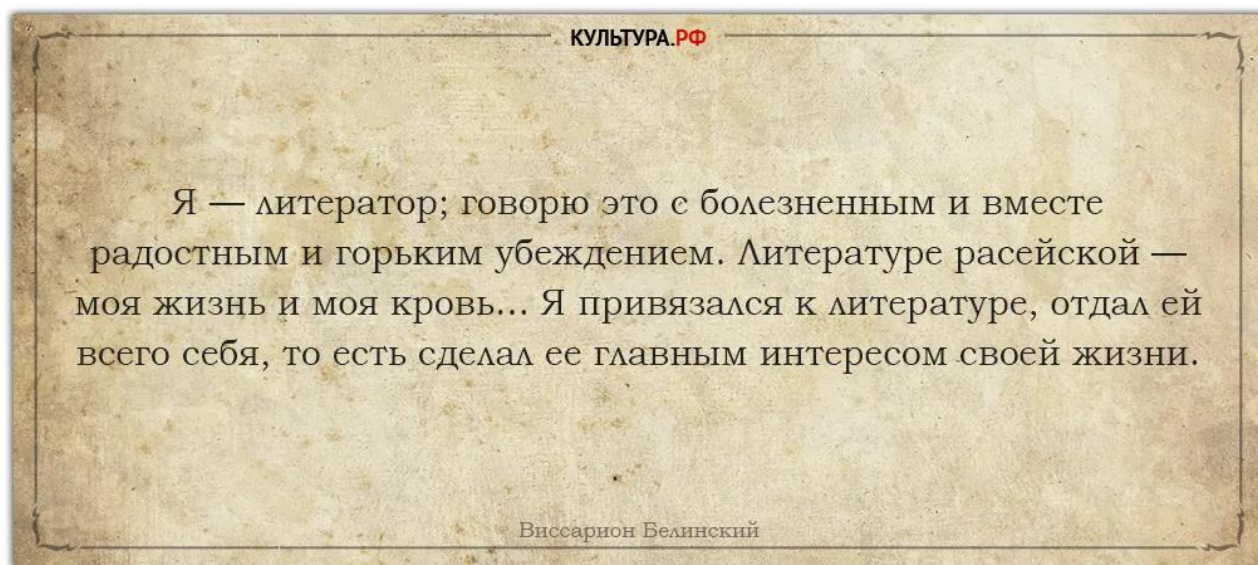 КУЛЬТУРА.РФ
Я — литератор; говорю это с болезненным и вместе
радостным и горьким убеждением. Литературе расейской —
моя жизнь и моя кровь... Я привязался к литературе, отдал ей
всего себя, то есть сделал ее главным интересом своей жизни.
Виссарион Белинский